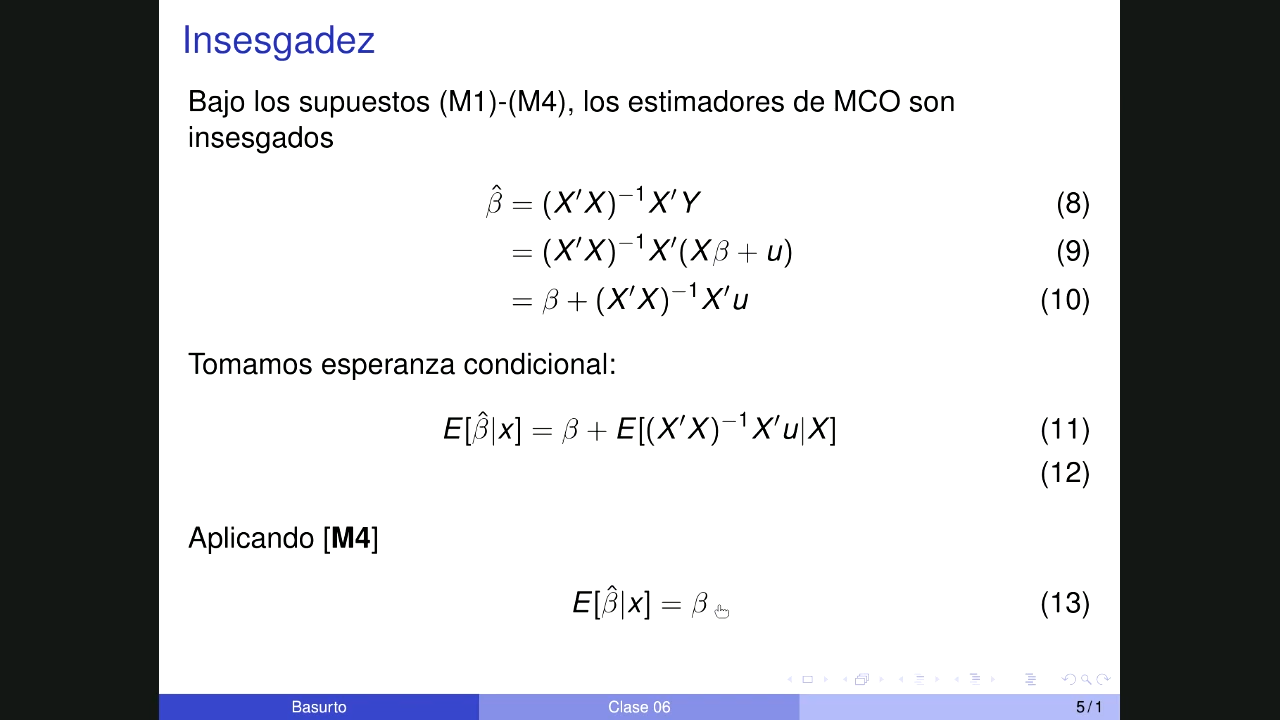 Insesgadez
Bajo los supuestos (M1)-(M4), los estimadores de MCO son
insesgados
β̂ = (X′X)⁻¹X′Y (8)
= (X′X)⁻¹X′(Xβ + u) (9)
= β + (X′X)⁻¹X′u (10)
Tomamos esperanza condicional:
E[β̂|x] = β + E[(X′X)⁻¹X′u|X] (11)
(12)
Aplicando [M4]
E[β̂|x] = β (13)
Basurto Clase 06 5 / 1